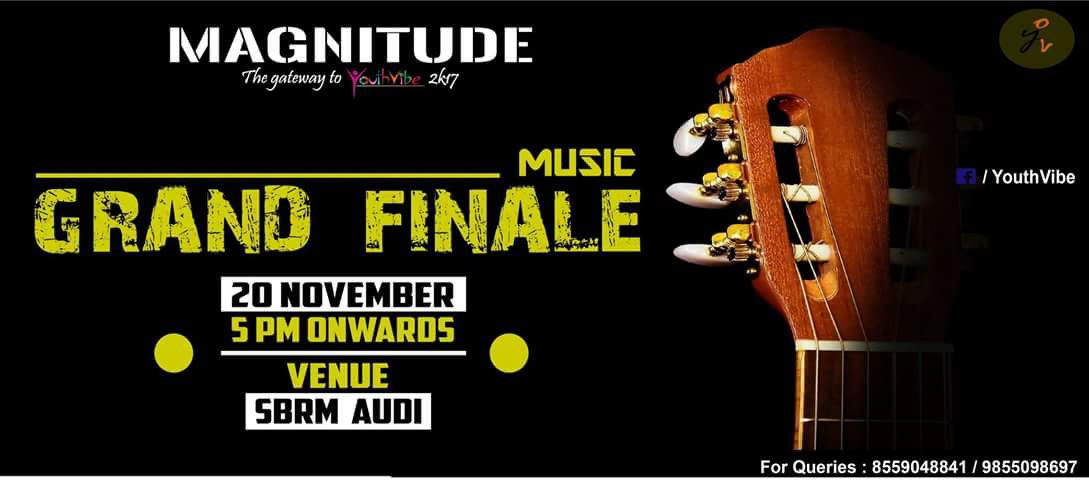 MAGNITUDE
The gateway to YouthVibe 2k17
MUSIC
GRAND FINALE
20 NOVEMBER
5 PM ONWARDS
VENUE
SBRM AUDI
yov
/ YouthVibe
For Queries : 8559048841 / 9855098697